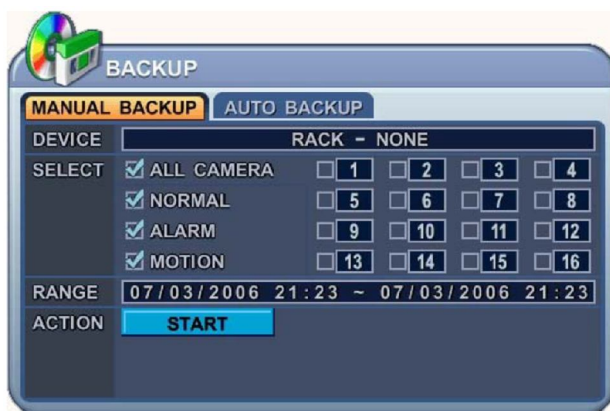 BACKUP
MANUAL BACKUP AUTO BACKUP
DEVICE RACK - NONE
SELECT ALL CAMERA 1 2 3 4
NORMAL 5 6 7 8
ALARM 9 10 11 12
MOTION 13 14 15 16
RANGE 07/03/2006 21:23 ~ 07/03/2006 21:23
ACTION START